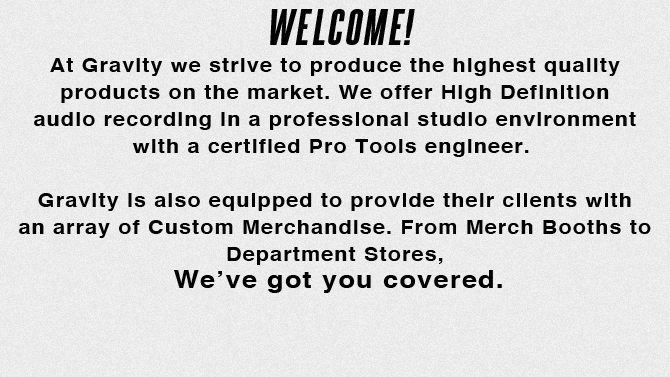 WELCOME!
At Gravity we strive to produce the highest quality
products on the market. We offer High Definition
audio recording in a professional studio environment
with a certified Pro Tools engineer.
Gravity is also equipped to provide their clients with
an array of Custom Merchandise. From Merch Booths to
Department Stores,
We've got you covered.